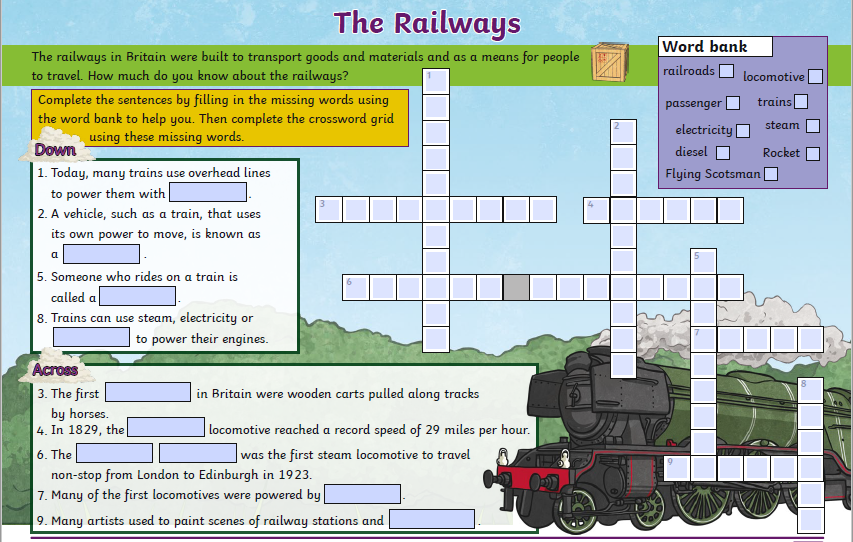 The Railways
The railways in Britain were built to transport goods and materials and as a means for people
to travel. How much do you know about the railways?
Complete the sentences by filling in the missing words using
the word bank to help you. Then complete the crossword grid
using these missing words.
Word bank
railroads
locomotive
passenger
trains
electricity
steam
diesel
Rocket
Flying Scotsman
Down
1. Today, many trains use overhead lines
to power them with .
2. A vehicle, such as a train, that uses
its own power to move, is known as
a .
5. Someone who rides on a train is
called a .
8. Trains can use steam, electricity or
to power their engines.
Across
3. The first in Britain were wooden carts pulled along tracks
by horses.
4. In 1829, the locomotive reached a record speed of 29 miles per hour.
6. The was the first steam locomotive to travel
non-stop from London to Edinburgh in 1923.
7. Many of the first locomotives were powered by .
9. Many artists used to paint scenes of railway stations and .
1
2
3
4
5
6
7
8
9